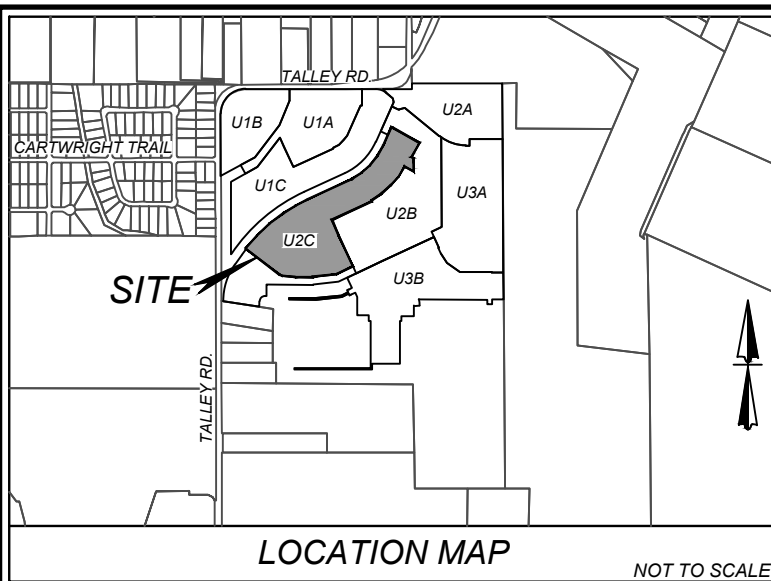 TALLEY RD.
U1B
U1A
U2A
CARTWRIGHT TRAIL
U1C
U3A
U2B
U2C
U3B
SITE
TALLEY RD.
LOCATION MAP
NOT TO SCALE